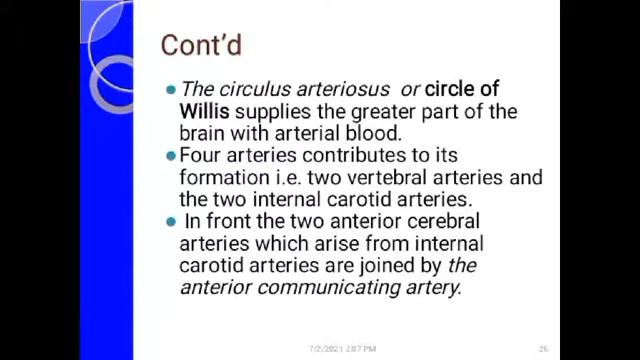 Cont'd
The circulus arteriosus or circle of
Willis supplies the greater part of the
brain with arterial blood.
Four arteries contributes to its
formation i.e. two vertebral arteries and
the two internal carotid arteries.
In front the two anterior cerebral
arteries which arise from internal
carotid arteries are joined by the
anterior communicating artery.
7/2/2021 2:07 PM
26